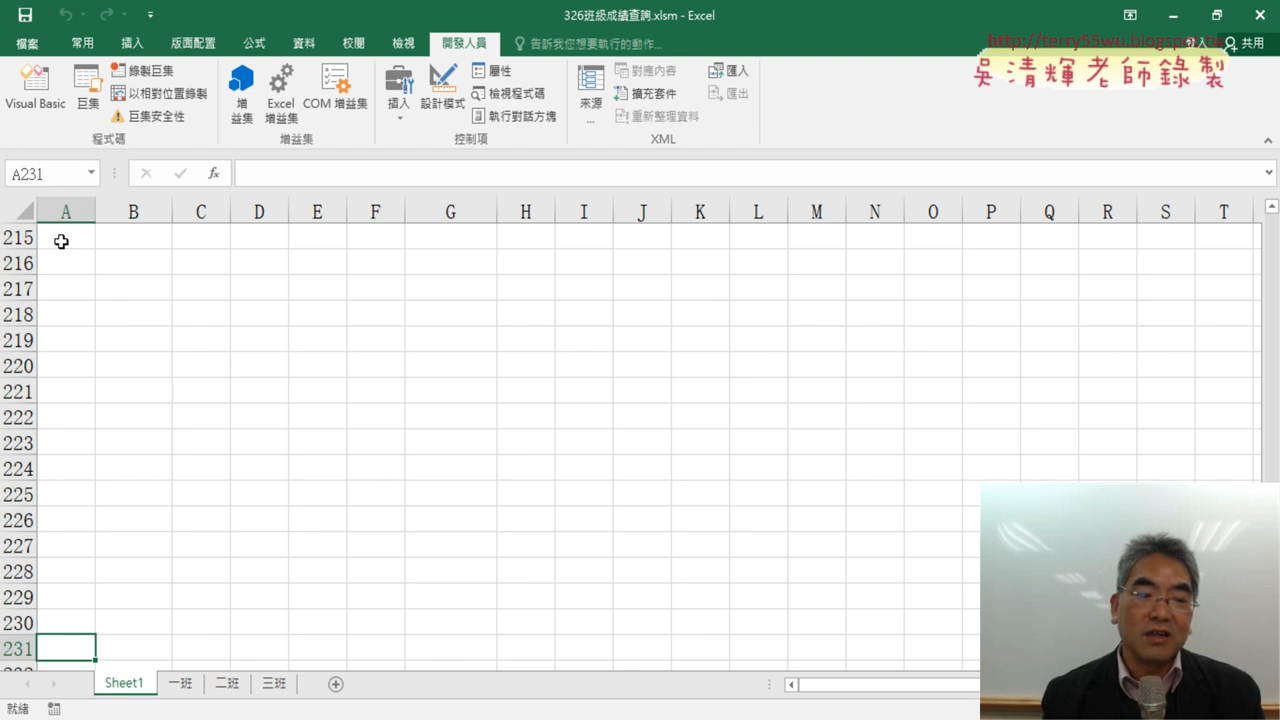 326班級成績查詢.xlsm - Excel
檔案 常用 插入 版面配置 公式 資料 校閱 檢視 開發人員 告訴我您想要執行的動作... 共用
http://terry55wu.blogspot.tw
吳清輝老師錄製
Visual Basic 巨集 錄製巨集 以相對位置錄製 巨集安全性
程式碼
增益集 Excel 增益集 COM 增益集
增益集
插入 設計模式 屬性 檢視程式碼 執行對話方塊
控制項
來源... 對應內容 擴充套件 重新整理資料 匯入 匯出
XML
A231 fx
A B C D E F G H I J K L M N O P Q R S T
215
216
217
218
219
220
221
222
223
224
225
226
227
228
229
230
231
Sheet1 一班 二班 三班
就緒